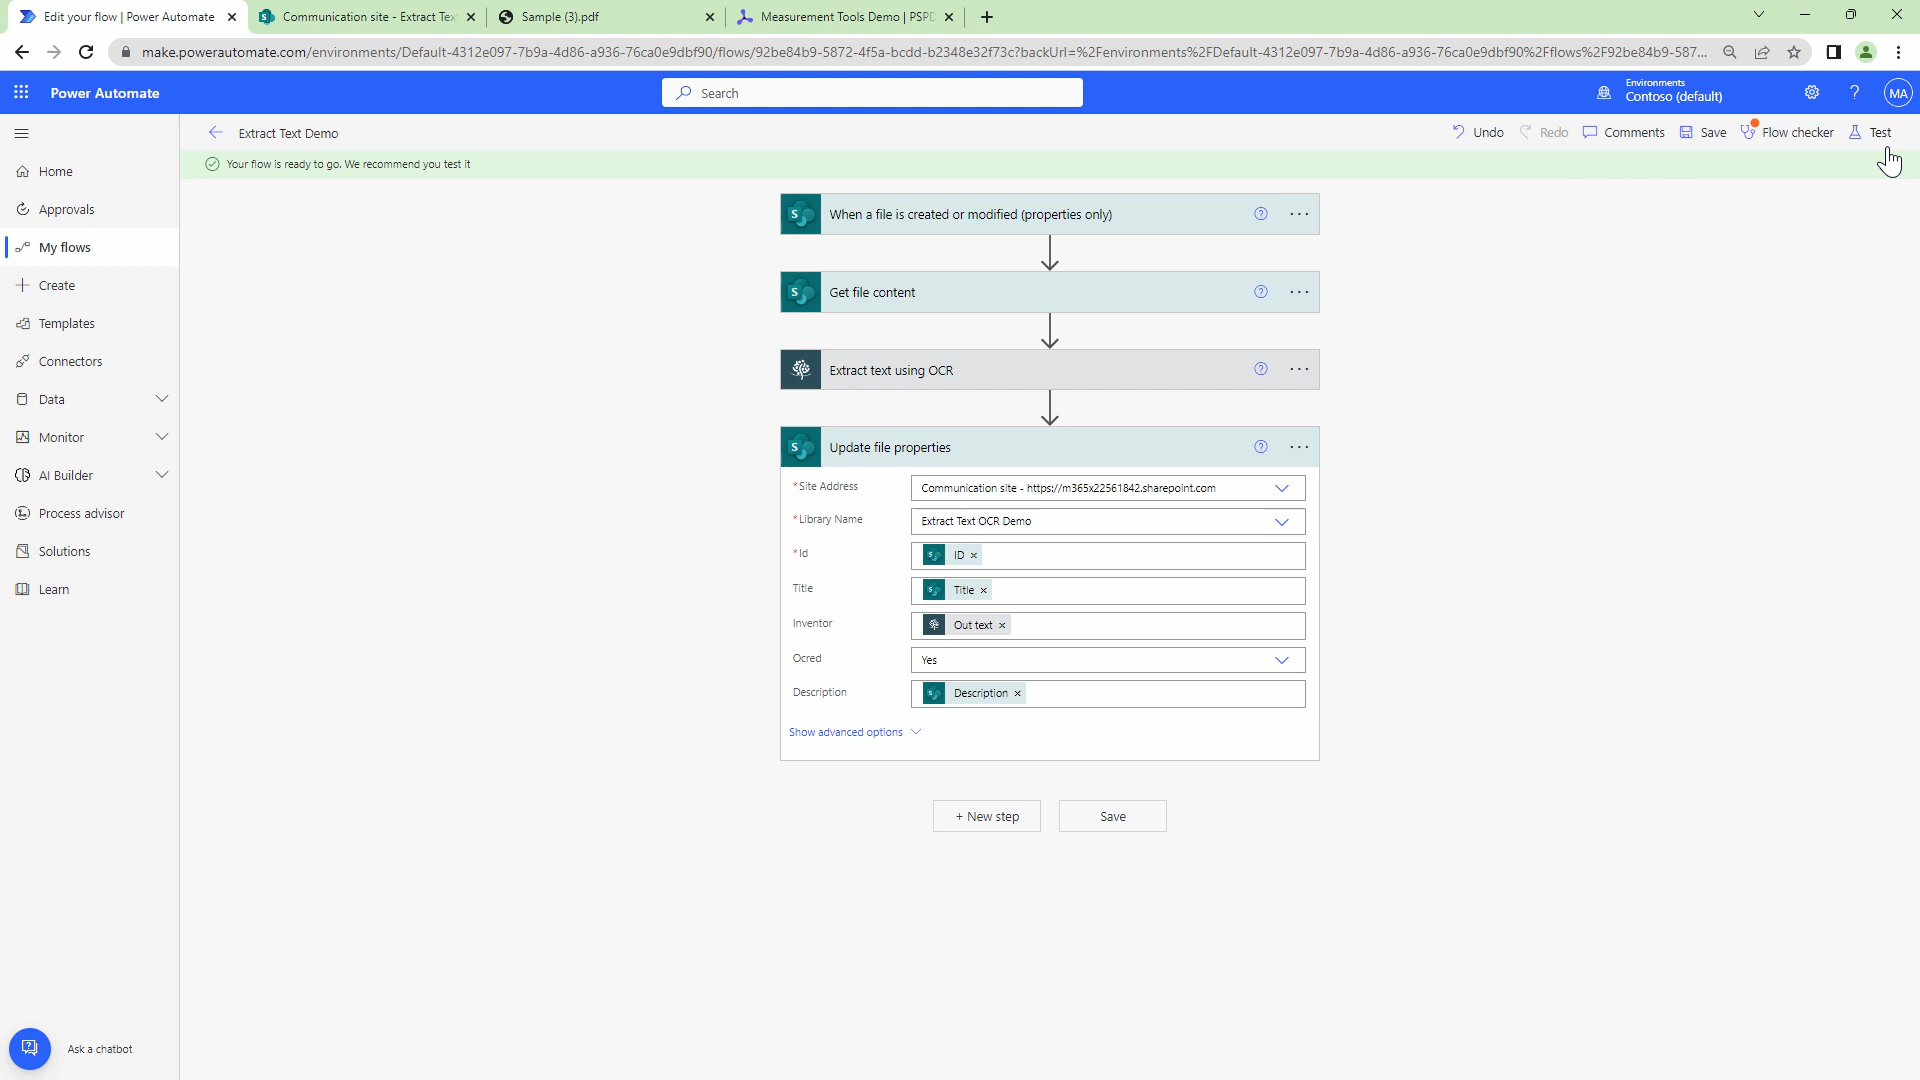 Edit your flow | Power Automate
Communication site - Extract Tex
Sample (3).pdf
Measurement Tools Demo | PSPD
make.powerautomate.com/environments/Default-4312e097-7b9a-4d86-a936-76ca0e9dbf90/flows/92be84b9-5872-4f5a-bcdd-b2348e32f73c?backUrl=%2Fenvironments%2FDefault-4312e097-7b9a-4d86-a936-76ca0e9dbf90%2Fflows%2F92be84b9-587...
Power Automate
Search
Environments
Contoso (default)
MA
Extract Text Demo
Undo
Redo
Comments
Save
Flow checker
Test
Your flow is ready to go. We recommend you test it
Home
Approvals
My flows
Create
Templates
Connectors
Data
Monitor
AI Builder
Process advisor
Solutions
Learn
When a file is created or modified (properties only)
Get file content
Extract text using OCR
Update file properties
*Site Address
Communication site - https://m365x22561842.sharepoint.com
*Library Name
Extract Text OCR Demo
*Id
ID ×
Title
Title ×
Inventor
Out text ×
Ocred
Yes
Description
Description ×
Show advanced options
+ New step
Save
Ask a chatbot